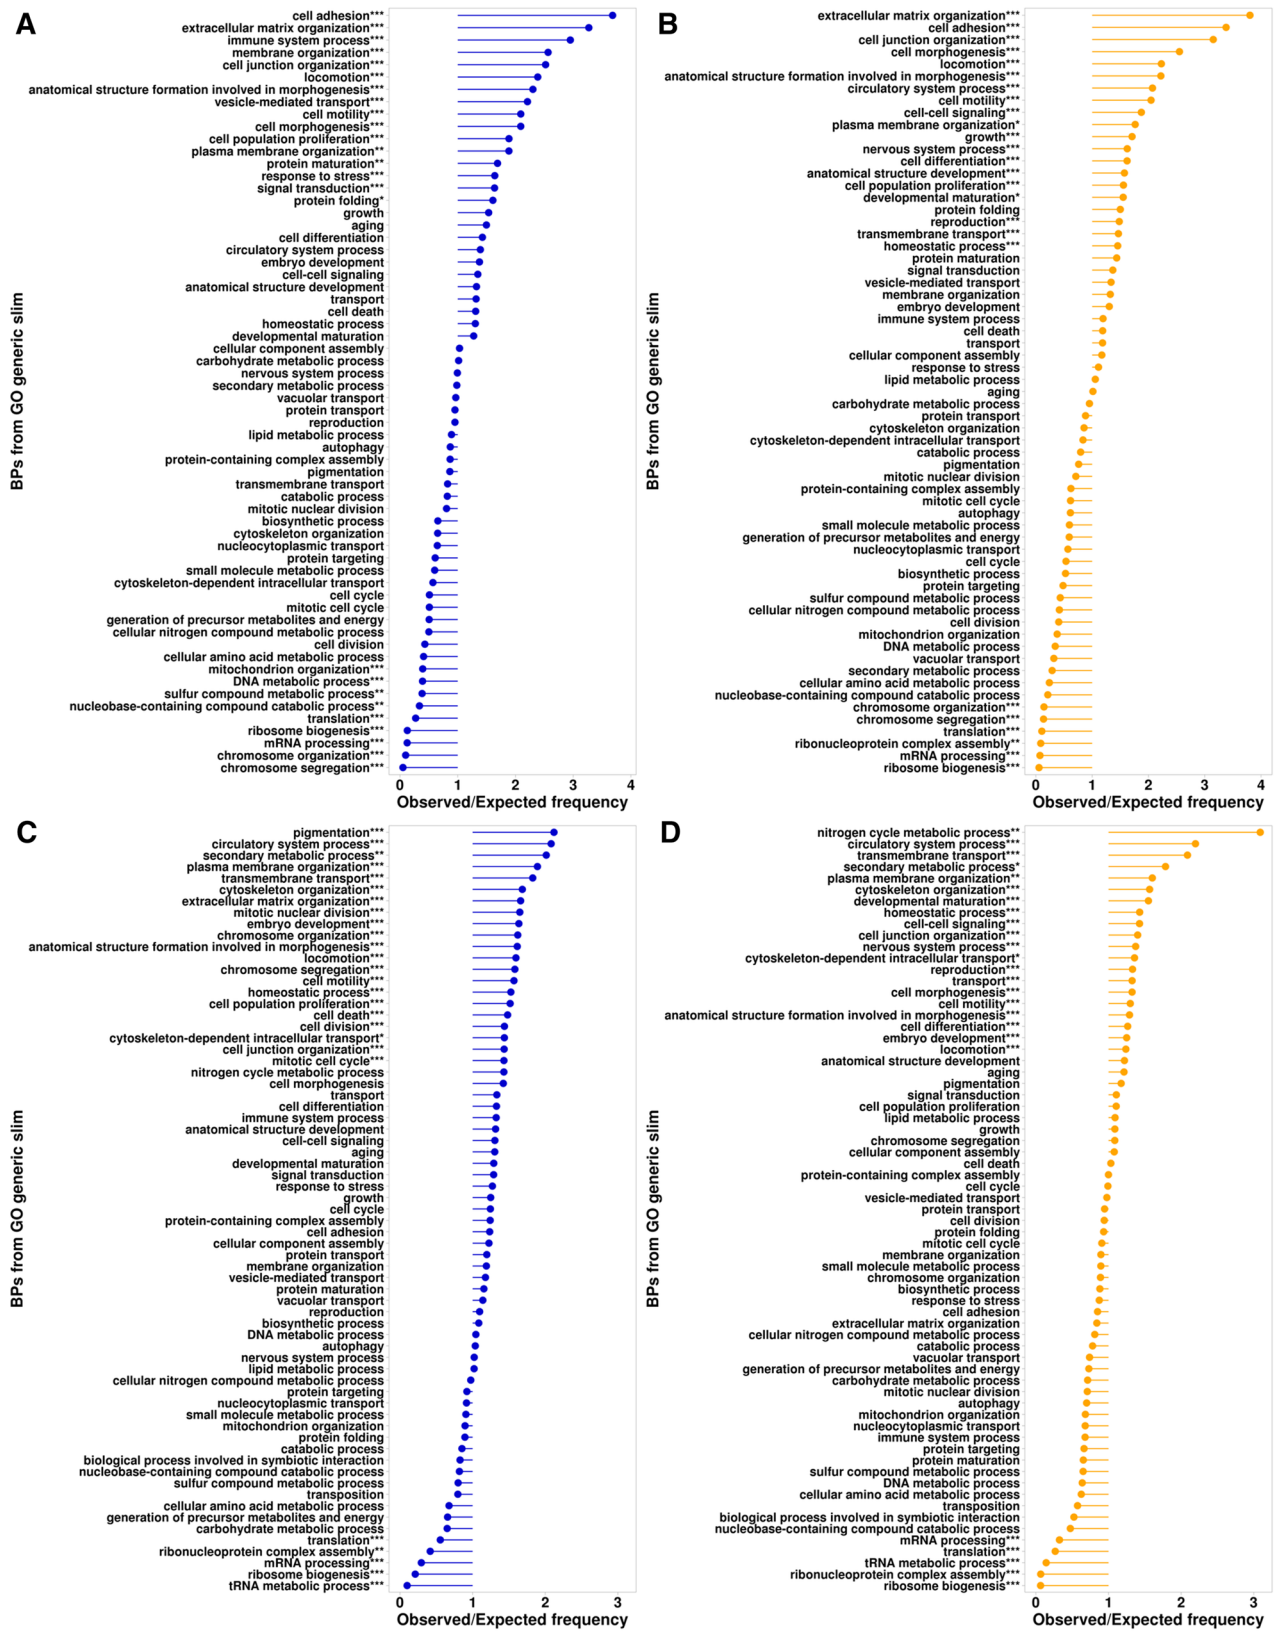 A
cell adhesion***
extracellular matrix organization***
immune system process***
membrane organization***
cell junction organization***
locomotion***
anatomical structure formation involved in morphogenesis***
vesicle-mediated transport***
cell motility***
cell morphogenesis***
cell population proliferation***
plasma membrane organization**
protein maturation**
response to stress***
signal transduction***
protein folding*
growth
aging
cell differentiation
circulatory system process
embryo development
cell-cell signaling
anatomical structure development
transport
cell death
homeostatic process
developmental maturation
cellular component assembly
carbohydrate metabolic process
nervous system process
secondary metabolic process
vacuolar transport
protein transport
reproduction
lipid metabolic process
autophagy
protein-containing complex assembly
pigmentation
transmembrane transport
catabolic process
mitotic nuclear division
biosynthetic process
cytoskeleton organization
nucleocytoplasmic transport
protein targeting
small molecule metabolic process
cytoskeleton-dependent intracellular transport
cell cycle
mitotic cell cycle
generation of precursor metabolites and energy
cellular nitrogen compound metabolic process
cell division
cellular amino acid metabolic process
mitochondrion organization***
DNA metabolic process***
sulfur compound metabolic process**
nucleobase-containing compound catabolic process**
translation***
ribosome biogenesis***
mRNA processing***
chromosome organization***
chromosome segregation***
BPs from GO generic slim
0 1 2 3 4
Observed/Expected frequency
B
extracellular matrix organization***
cell adhesion***
cell junction organization***
cell morphogenesis***
locomotion***
anatomical structure formation involved in morphogenesis***
circulatory system process***
cell motility***
cell-cell signaling***
plasma membrane organization*
growth***
nervous system process***
cell differentiation***
anatomical structure development***
cell population proliferation***
developmental maturation*
protein folding
reproduction***
transmembrane transport***
homeostatic process***
protein maturation
signal transduction
vesicle-mediated transport
membrane organization
embryo development
immune system process
cell death
transport
cellular component assembly
response to stress
lipid metabolic process
aging
carbohydrate metabolic process
protein transport
cytoskeleton organization
cytoskeleton-dependent intracellular transport
catabolic process
pigmentation
mitotic nuclear division
protein-containing complex assembly
mitotic cell cycle
autophagy
small molecule metabolic process
generation of precursor metabolites and energy
nucleocytoplasmic transport
cell cycle
biosynthetic process
protein targeting
sulfur compound metabolic process
cellular nitrogen compound metabolic process
cell division
mitochondrion organization
DNA metabolic process
vacuolar transport
secondary metabolic process
cellular amino acid metabolic process
nucleobase-containing compound catabolic process
chromosome organization***
chromosome segregation***
translation***
ribonucleoprotein complex assembly**
mRNA processing***
ribosome biogenesis***
BPs from GO generic slim
0 1 2 3 4
Observed/Expected frequency
C
pigmentation***
circulatory system process***
secondary metabolic process**
plasma membrane organization***
transmembrane transport***
cytoskeleton organization***
extracellular matrix organization***
mitotic nuclear division***
embryo development***
chromosome organization***
anatomical structure formation involved in morphogenesis***
locomotion***
chromosome segregation***
cell motility***
homeostatic process***
cell population proliferation***
cell death***
cell division***
cytoskeleton-dependent intracellular transport*
cell junction organization***
mitotic cell cycle***
nitrogen cycle metabolic process
cell morphogenesis
transport
cell differentiation
immune system process
anatomical structure development
cell-cell signaling
aging
developmental maturation
signal transduction
response to stress
growth
cell cycle
protein-containing complex assembly
cell adhesion
cellular component assembly
protein transport
membrane organization
vesicle-mediated transport
protein maturation
vacuolar transport
reproduction
biosynthetic process
DNA metabolic process
autophagy
nervous system process
lipid metabolic process
cellular nitrogen compound metabolic process
protein targeting
nucleocytoplasmic transport
small molecule metabolic process
mitochondrion organization
protein folding
catabolic process
biological process involved in symbiotic interaction
nucleobase-containing compound catabolic process
sulfur compound metabolic process
transposition
cellular amino acid metabolic process
generation of precursor metabolites and energy
carbohydrate metabolic process
translation***
ribonucleoprotein complex assembly**
mRNA processing***
ribosome biogenesis***
tRNA metabolic process***
BPs from GO generic slim
0 1 2 3
Observed/Expected frequency
D
nitrogen cycle metabolic process**
circulatory system process***
transmembrane transport***
secondary metabolic process*
plasma membrane organization**
cytoskeleton organization***
developmental maturation***
homeostatic process***
cell-cell signaling***
cell junction organization***
nervous system process***
cytoskeleton-dependent intracellular transport*
reproduction***
transport***
cell morphogenesis***
cell motility***
anatomical structure formation involved in morphogenesis***
cell differentiation***
embryo development***
locomotion***
anatomical structure development
aging
pigmentation
signal transduction
cell population proliferation
lipid metabolic process
growth
chromosome segregation
cellular component assembly
cell death
protein-containing complex assembly
cell cycle
vesicle-mediated transport
protein transport
cell division
protein folding
mitotic cell cycle
membrane organization
small molecule metabolic process
chromosome organization
biosynthetic process
response to stress
cell adhesion
extracellular matrix organization
cellular nitrogen compound metabolic process
catabolic process
vacuolar transport
generation of precursor metabolites and energy
carbohydrate metabolic process
mitotic nuclear division
autophagy
mitochondrion organization
nucleocytoplasmic transport
immune system process
protein targeting
protein maturation
sulfur compound metabolic process
DNA metabolic process
cellular amino acid metabolic process
transposition
biological process involved in symbiotic interaction
nucleobase-containing compound catabolic process
mRNA processing***
translation***
tRNA metabolic process***
ribonucleoprotein complex assembly***
ribosome biogenesis***
BPs from GO generic slim
0 1 2 3
Observed/Expected frequency